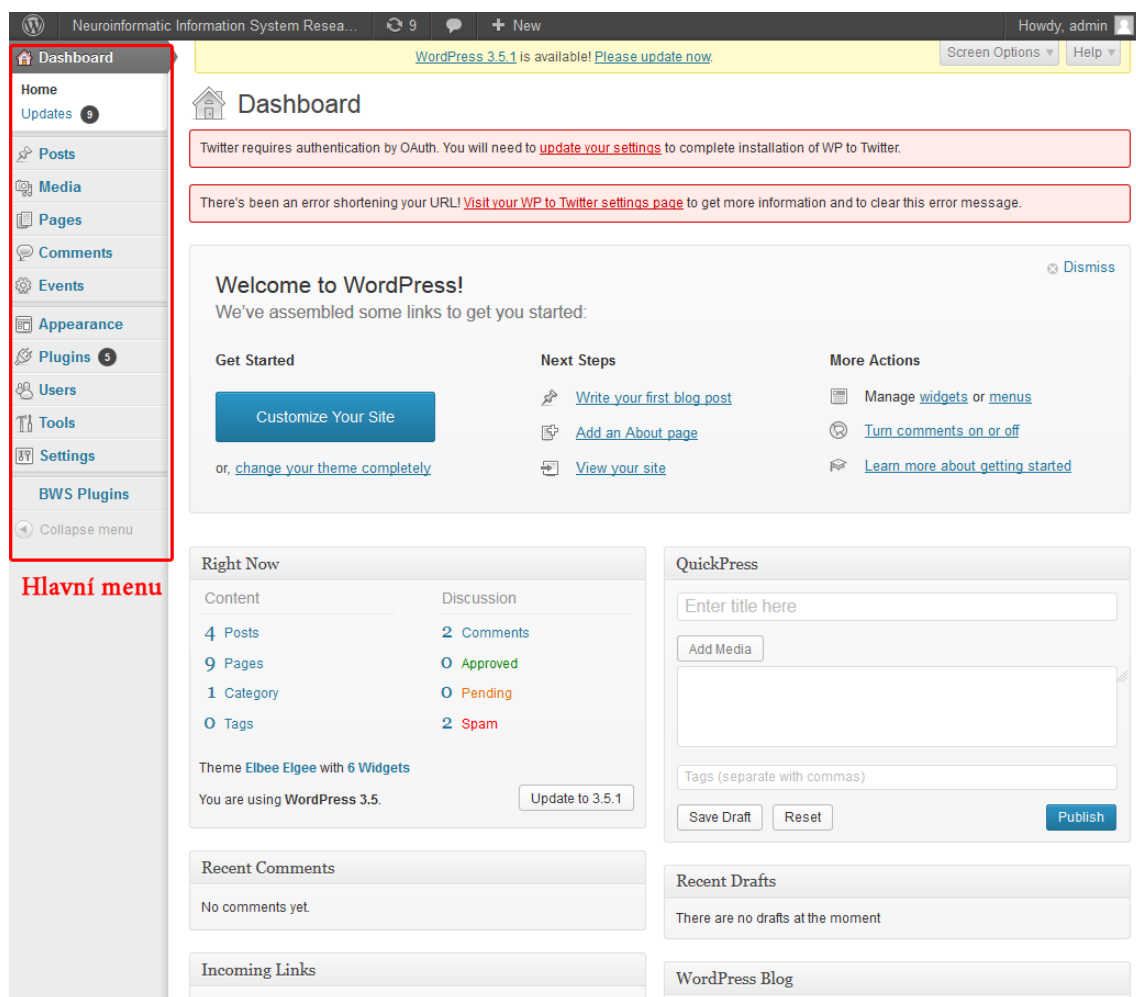 Neuroinformatic Information System Resea... 9 New Howdy, admin
Dashboard
Home
Updates 9
Posts
Media
Pages
Comments
Events
Appearance
Plugins 5
Users
Tools
Settings
BWS Plugins
Collapse menu
Hlavní menu
WordPress 3.5.1 is available! Please update now.
Screen Options Help
Dashboard
Twitter requires authentication by OAuth. You will need to update your settings to complete installation of WP to Twitter.
There's been an error shortening your URL! Visit your WP to Twitter settings page to get more information and to clear this error message.
Dismiss
Welcome to WordPress!
We've assembled some links to get you started:
Get Started
Customize Your Site
or, change your theme completely
Next Steps
Write your first blog post
Add an About page
View your site
More Actions
Manage widgets or menus
Turn comments on or off
Learn more about getting started
Right Now
Content
4 Posts
9 Pages
1 Category
0 Tags
Discussion
2 Comments
0 Approved
0 Pending
2 Spam
Theme Elbee Elgee with 6 Widgets
You are using WordPress 3.5. Update to 3.5.1
Recent Comments
No comments yet.
Incoming Links
QuickPress
Enter title here
Add Media
Tags (separate with commas)
Save Draft Reset Publish
Recent Drafts
There are no drafts at the moment
WordPress Blog